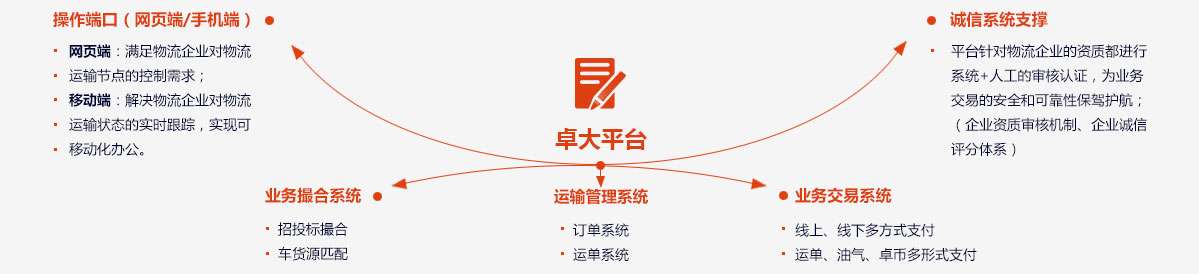 操作端口（网页端/手机端）
网页端：满足物流企业对物流
运输节点的控制需求；
移动端：解决物流企业对物流
运输状态的实时跟踪，实现可
移动化办公。
诚信系统支撑
平台针对物流企业的资质都进行
系统+人工的审核认证，为业务
交易的安全和可靠性保驾护航；
（企业资质审核机制、企业诚信
评分体系）
卓大平台
业务撮合系统
招投标撮合
车货源匹配
运输管理系统
订单系统
运单系统
业务交易系统
线上、线下多方式支付
运单、油气、卓币多形式支付